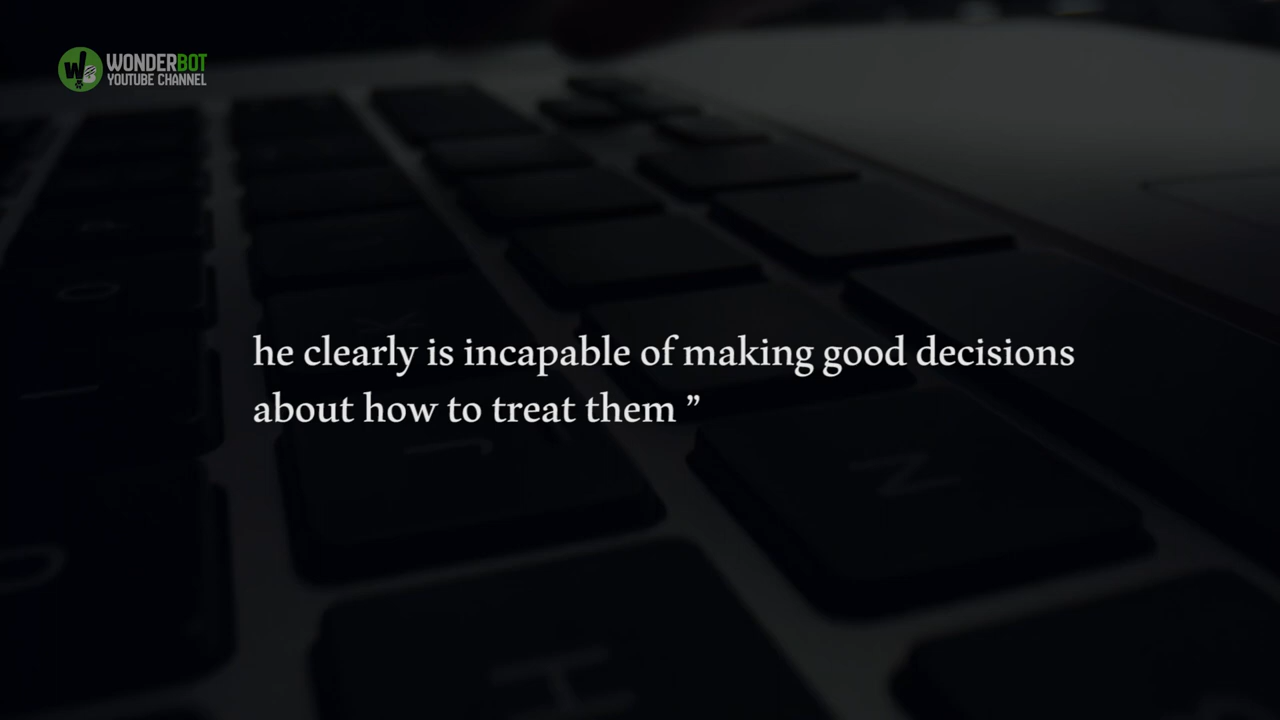 WONDERBOT
YOUTUBE CHANNEL
he clearly is incapable of making good decisions
about how to treat them ”